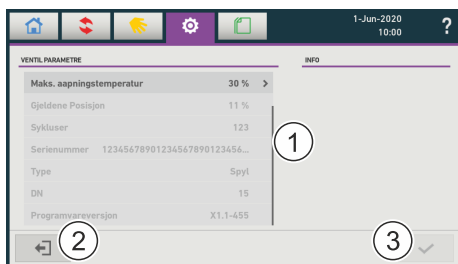 1-Jun-2020
10:00
?
VENTIL PARAMETRE
INFO
Maks. aapningstemperatur 30 % >
Gjeldene Posisjon 11 %
Sykluser 123
Serienummer 12345678901234567890123456...
Type Spyl
DN 15
Programvareversjon X1.1-455
1
2
3